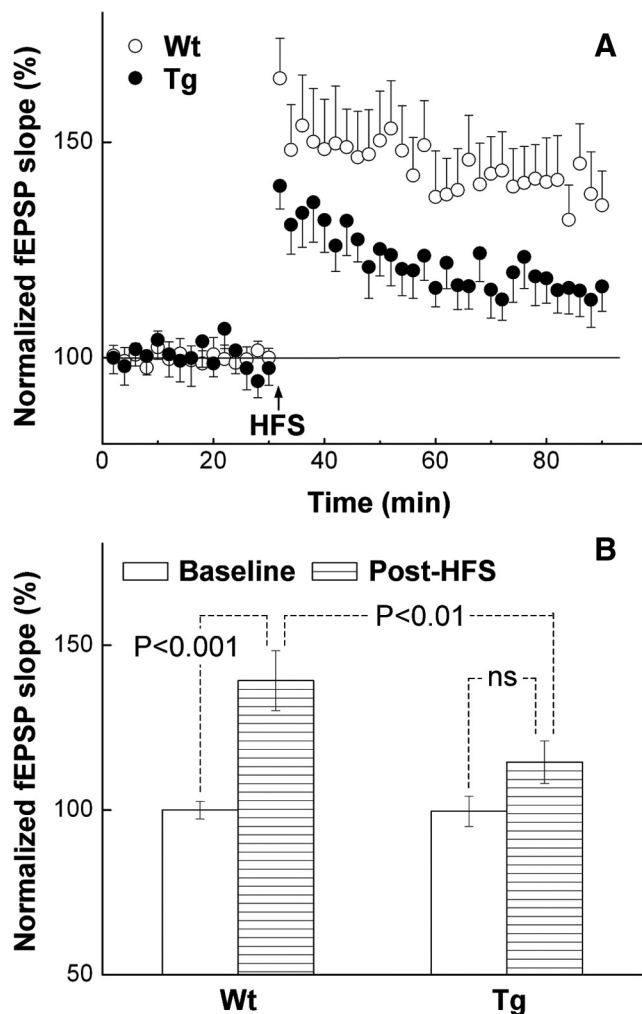 A
Wt
Tg
Normalized fEPSP slope (%)
150
100
HFS
0 20 40 60 80
Time (min)
B
Baseline Post-HFS
Normalized fEPSP slope (%)
150
100
50
P<0.001
P<0.01
ns
Wt Tg